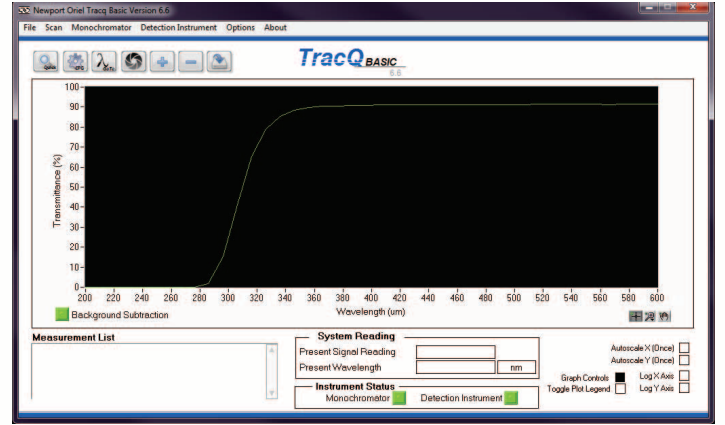 Newport Oriel Tracq Basic Version 6.6
File Scan Monochromator Detection Instrument Options About
TracQ BASIC
6.6
100
90
80
70
60
50
40
30
20
10
0
Transmittance (%)
200 220 240 260 280 300 320 340 360 380 400 420 440 460 480 500 520 540 560 580 600
Wavelength (um)
Background Subtraction
Measurement List
System Reading
Present Signal Reading
Present Wavelength nm
Instrument Status
Monochromator Detection Instrument
Autoscale X (Once)
Autoscale Y (Once)
Graph Controls Log X Axis
Toggle Plot Legend Log Y Axis